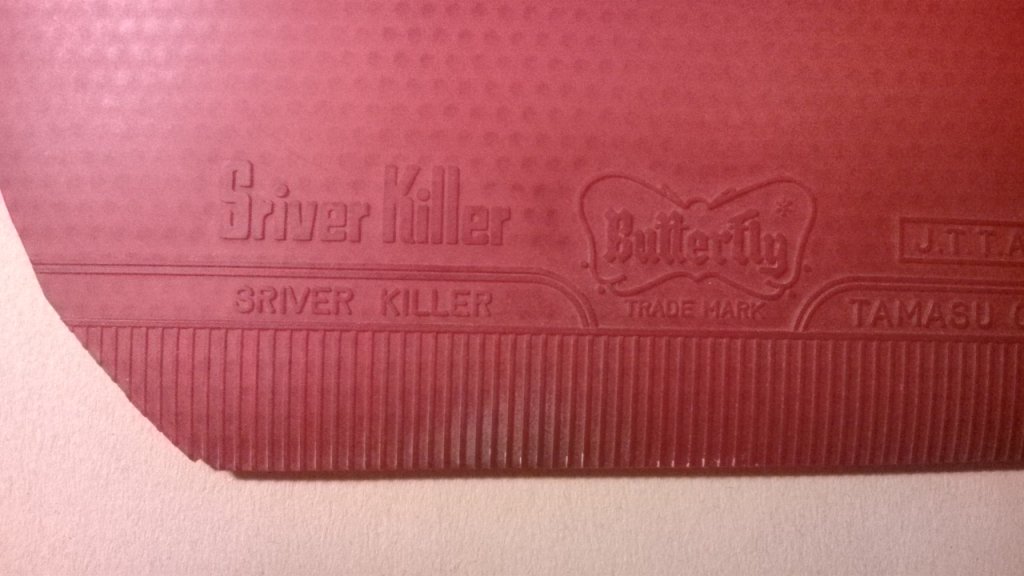 Sriver Killer
Butterfly*
J.T.T.A
SRIVER KILLER
TRADE MARK
TAMASU